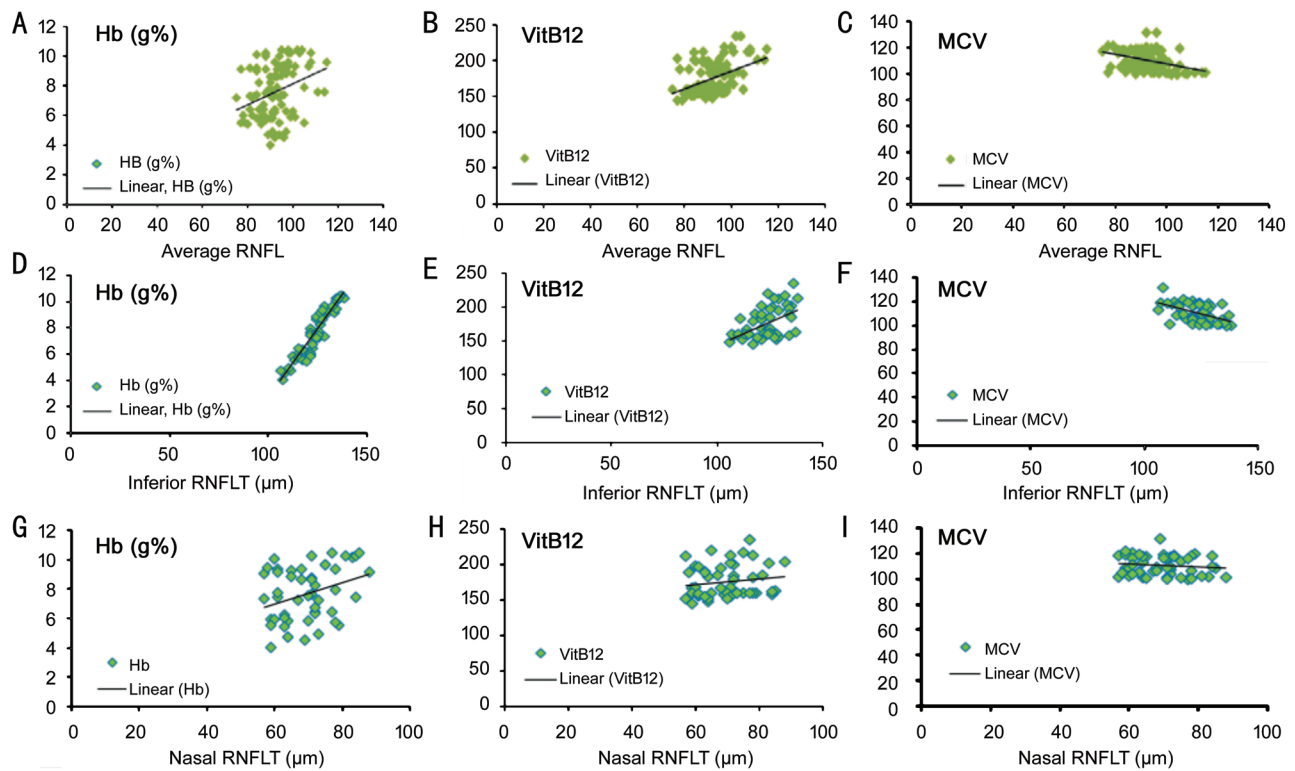 A
Hb (g%)
12
10
8
6
4
2
0
HB (g%)
Linear, HB (g%)
0 20 40 60 80 100 120 140
Average RNFL
B
VitB12
250
200
150
100
50
0
VitB12
Linear (VitB12)
0 20 40 60 80 100 120 140
Average RNFL
C
MCV
140
120
100
80
60
40
20
0
MCV
Linear (MCV)
0 20 40 60 80 100 120 140
Average RNFL
D
Hb (g%)
12
10
8
6
4
2
0
Hb (g%)
Linear, Hb (g%)
0 50 100 150
Inferior RNFLT (μm)
E
VitB12
250
200
150
100
50
0
VitB12
Linear (VitB12)
0 50 100 150
Inferior RNFLT (μm)
F
MCV
140
120
100
80
60
40
20
0
MCV
Linear (MCV)
0 50 100 150
Inferior RNFLT (μm)
G
Hb (g%)
12
10
8
6
4
2
0
Hb
Linear (Hb)
0 20 40 60 80 100
Nasal RNFLT (μm)
H
VitB12
250
200
150
100
50
0
VitB12
Linear (VitB12)
0 20 40 60 80 100
Nasal RNFLT (μm)
I
MCV
140
120
100
80
60
40
20
0
MCV
Linear (MCV)
0 20 40 60 80 100
Nasal RNFLT (μm)